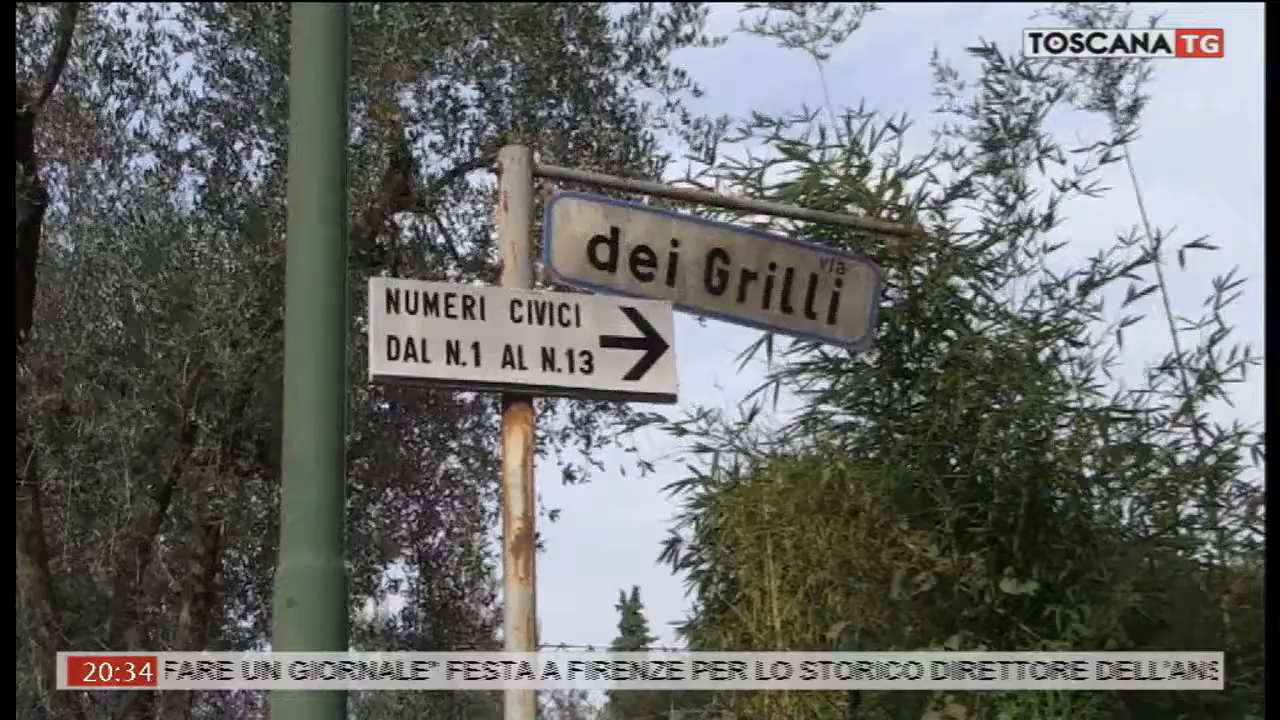 TOSCANA TG
via
dei Grilli
NUMERI CIVICI
DAL N.1 AL N.13
20:34 FARE UN GIORNALE" FESTA A FIRENZE PER LO STORICO DIRETTORE DELL'ANS